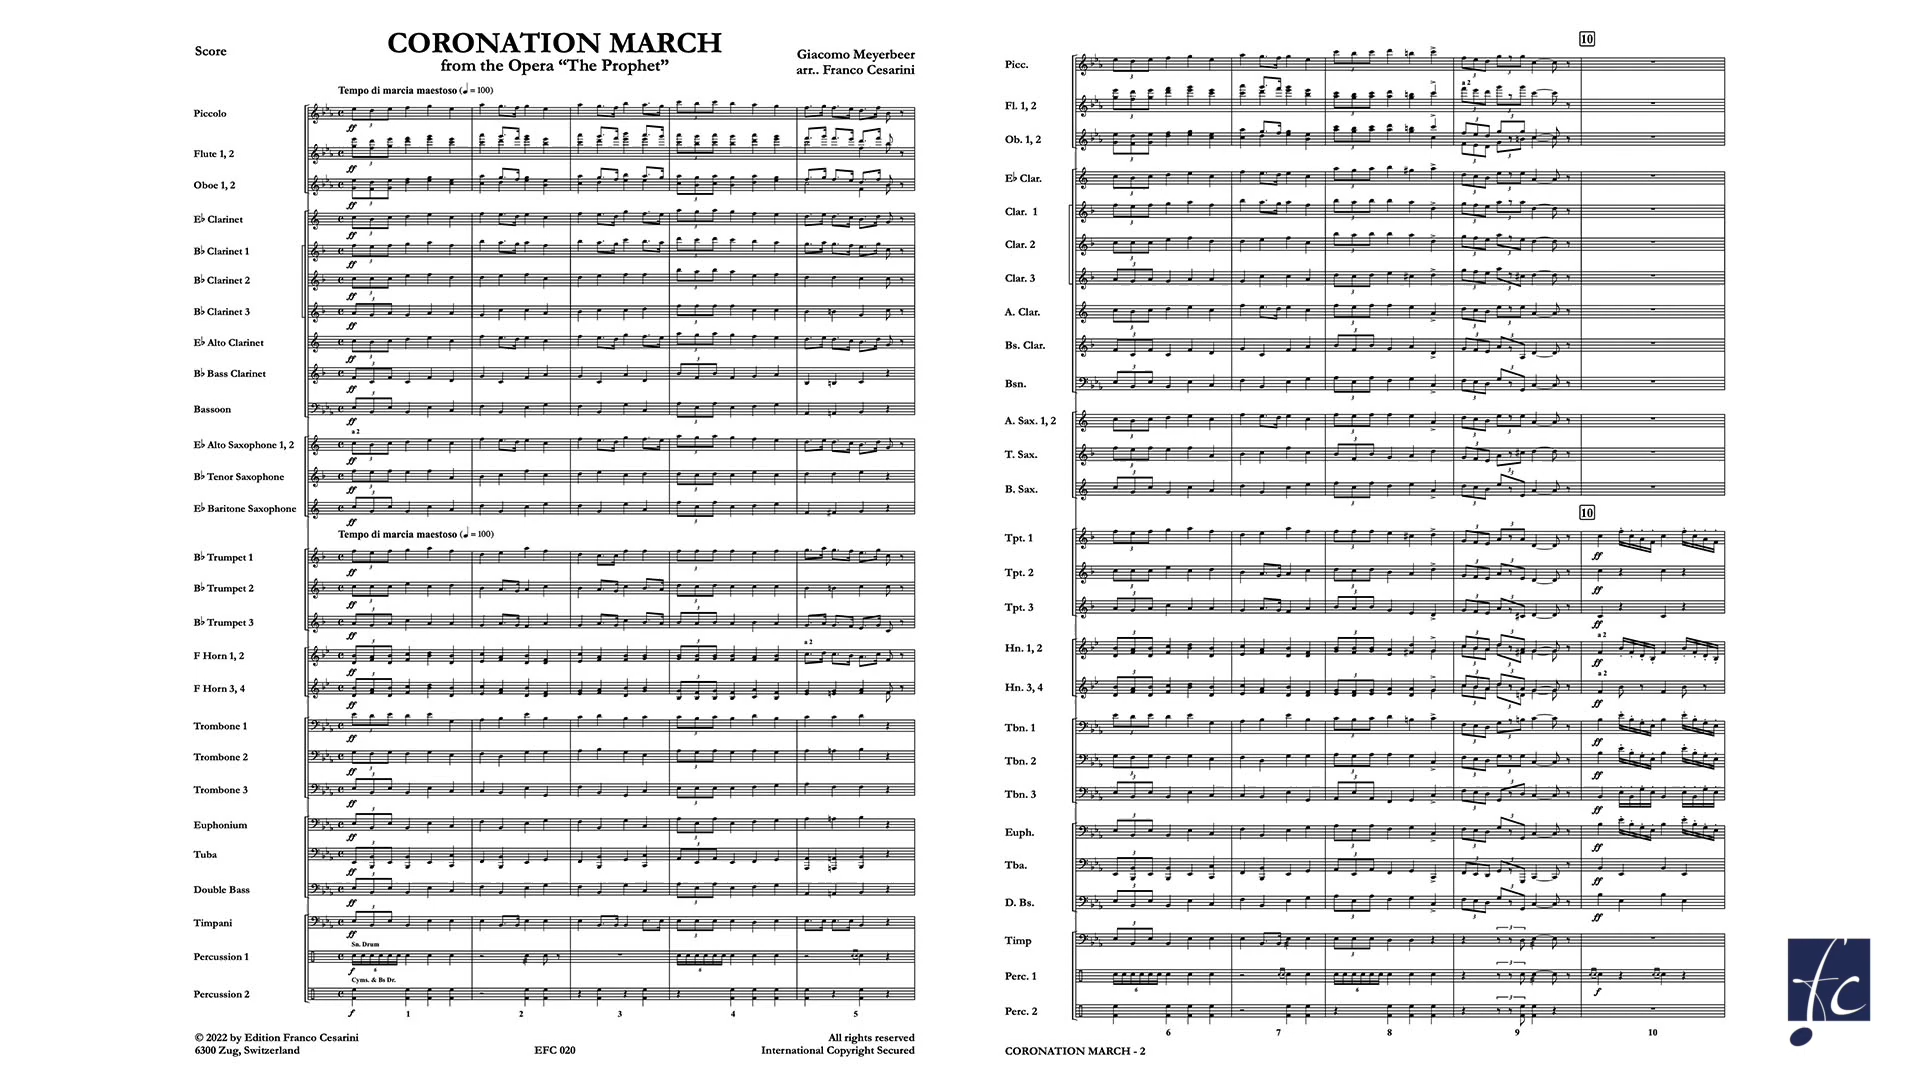 Score
CORONATION MARCH
from the Opera “The Prophet”
Giacomo Meyerbeer
arr.. Franco Cesarini
Tempo di marcia maestoso (♩ = 100)
Piccolo
Flute 1, 2
Oboe 1, 2
E♭ Clarinet
B♭ Clarinet 1
B♭ Clarinet 2
B♭ Clarinet 3
E♭ Alto Clarinet
B♭ Bass Clarinet
Bassoon
a 2
E♭ Alto Saxophone 1, 2
B♭ Tenor Saxophone
E♭ Baritone Saxophone
Tempo di marcia maestoso (♩ = 100)
B♭ Trumpet 1
B♭ Trumpet 2
B♭ Trumpet 3
a 2
F Horn 1, 2
F Horn 3, 4
Trombone 1
Trombone 2
Trombone 3
Euphonium
Tuba
Double Bass
Timpani
Sn. Drum
Percussion 1
Cyms. & Bs Dr.
Percussion 2
1 2 3 4 5
© 2022 by Edition Franco Cesarini
6300 Zug, Switzerland
EFC 020
All rights reserved
International Copyright Secured
10
Picc.
a 2
Fl. 1, 2
Ob. 1, 2
E♭ Clar.
Clar. 1
Clar. 2
Clar. 3
A. Clar.
Bs. Clar.
Bsn.
A. Sax. 1, 2
T. Sax.
B. Sax.
10
Tpt. 1
Tpt. 2
Tpt. 3
a 2
Hn. 1, 2
a 2
Hn. 3, 4
Tbn. 1
Tbn. 2
Tbn. 3
Euph.
Tba.
D. Bs.
Timp
Perc. 1
Perc. 2
6 7 8 9 10
CORONATION MARCH - 2
fc